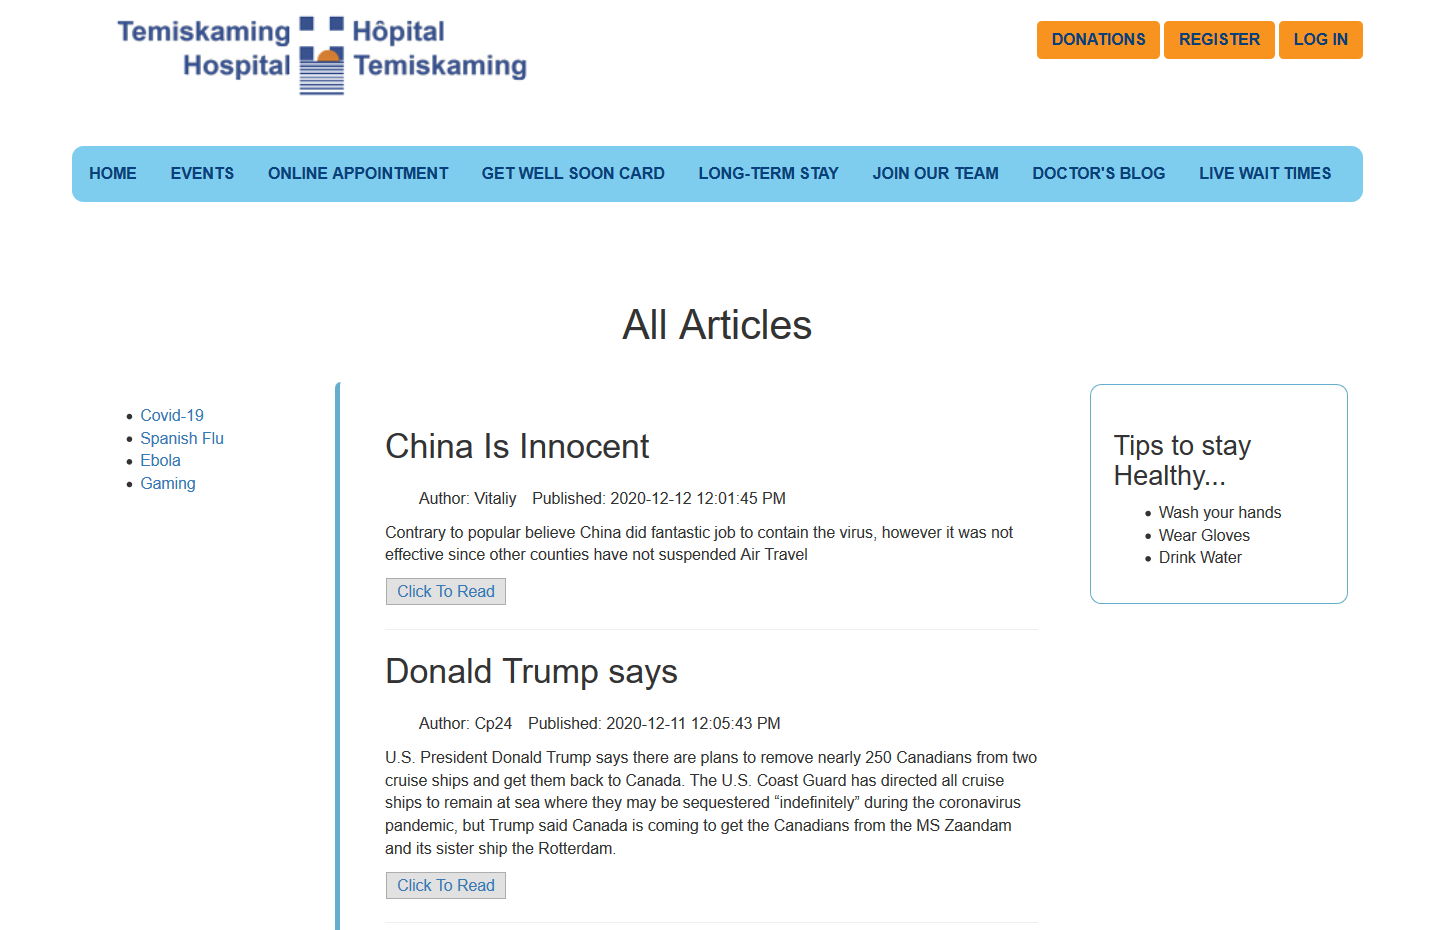 Temiskaming Hôpital
Hospital Temiskaming
DONATIONS REGISTER LOG IN
HOME EVENTS ONLINE APPOINTMENT GET WELL SOON CARD LONG-TERM STAY JOIN OUR TEAM DOCTOR'S BLOG LIVE WAIT TIMES
All Articles
Covid-19
Spanish Flu
Ebola
Gaming
China Is Innocent
Author: Vitaliy Published: 2020-12-12 12:01:45 PM
Contrary to popular believe China did fantastic job to contain the virus, however it was not
effective since other counties have not suspended Air Travel
Click To Read
Donald Trump says
Author: Cp24 Published: 2020-12-11 12:05:43 PM
U.S. President Donald Trump says there are plans to remove nearly 250 Canadians from two
cruise ships and get them back to Canada. The U.S. Coast Guard has directed all cruise
ships to remain at sea where they may be sequestered “indefinitely” during the coronavirus
pandemic, but Trump said Canada is coming to get the Canadians from the MS Zaandam
and its sister ship the Rotterdam.
Click To Read
Tips to stay
Healthy...
Wash your hands
Wear Gloves
Drink Water